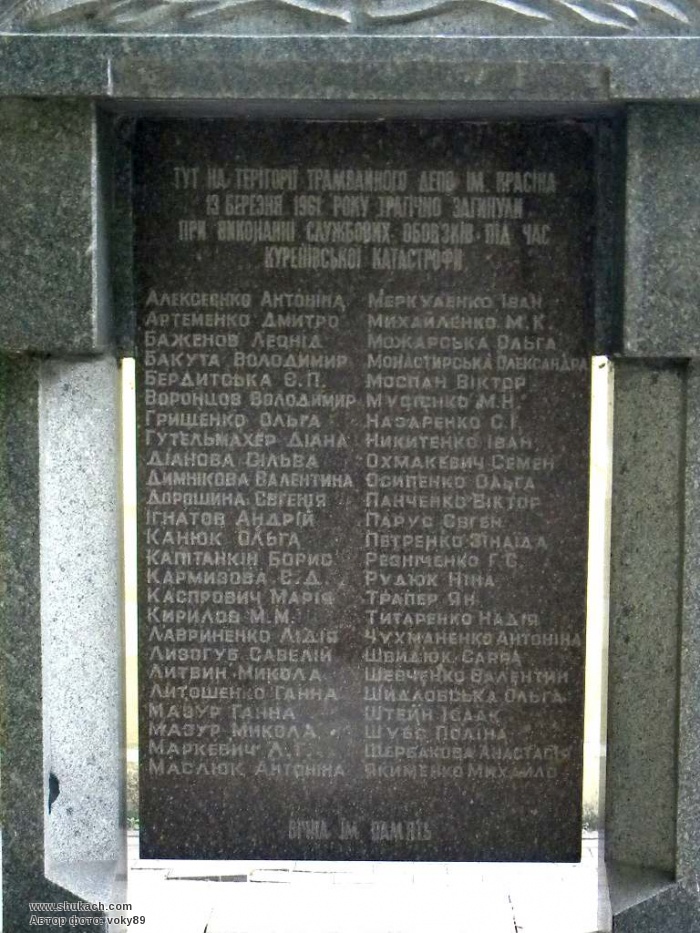 ТУТ НА ТЕРІТОРІЇ ТРАМВАЙНОГО ДЕПО ІМ. КРАСІНА
13 БЕРЕЗНЯ 1961 РОКУ ТРАГІЧНО ЗАГИНУЛИ
ПРИ ВИКОНАННІ СЛУЖБОВИХ ОБОВ'ЯЗКІВ ПІД ЧАС
КУРЕНІВСЬКОЇ КАТАСТРОФИ
АЛЕКСЕЄНКО АНТОНІНА
АРТЕМЕНКО ДМИТРО
БАЖЕНОВ ЛЕОНІД
БАКУТА ВОЛОДИМИР
БЕРДИТСЬКА Є.П.
ВОРОНЦОВ ВОЛОДИМИР
ГРИЩЕНКО ОЛЬГА
ГУТЕЛЬМАХЕР ДІАНА
ДІАНОВА СІЛЬВА
ДИМНІКОВА ВАЛЕНТИНА
ДОРОШИНА ЄВГЕНІЯ
ІГНАТОВ АНДРІЙ
КАНЮК ОЛЬГА
КАПІТАНКІН БОРИС
КАРМИЗОВА Є.Д.
КАСПРОВИЧ МАРІЯ
КИРИЛОВ М.М.
ЛАВРИНЕНКО ЛІДІЯ
ЛИЗОГУБ САВЕЛІЙ
ЛИТВИН МИКОЛА
ЛИТОШЕНКО ГАННА
МАЗУР ГАННА
МАЗУР МИКОЛА
МАРКЕВИЧ Л.Г.
МАСЛЮК АНТОНІНА
МЕРКУЛЕНКО ІВАН
МИХАЙЛЕНКО М.К.
МОЖАРСЬКА ОЛЬГА
МОНАСТИРСЬКА ОЛЕКСАНДРА
МОСПАН ВІКТОР
МУСІЄНКО М.Н.
НАЗАРЕНКО С.І.
НИКИТЕНКО ІВАН
ОХМАКЕВИЧ СЕМЕН
ОСИПЕНКО ОЛЬГА
ПАНЧЕНКО ВІКТОР
ПАРУС ЄВГЕН
ПЕТРЕНКО ЗІНАЇДА
РЕЗНІЧЕНКО Г.С.
РУДЮК НІНА
ТРАПЕР ЯН
ТИТАРЕНКО НАДІЯ
ЧУХМАНЕНКО АНТОНІНА
ШВИДЮК САРРА
ШЕВЧЕНКО ВАЛЕНТИН
ШИДЛОВСЬКА ОЛЬГА
ШТЕЙН ІСААК
ШУБС ПОЛІНА
ЩЕРБАКОВА АНАСТАСІЯ
ЯКИМЕНКО МИХАЙЛО
ВІЧНА ЇМ ПАМ'ЯТЬ
www.shukach.com
Автор фото: voky89